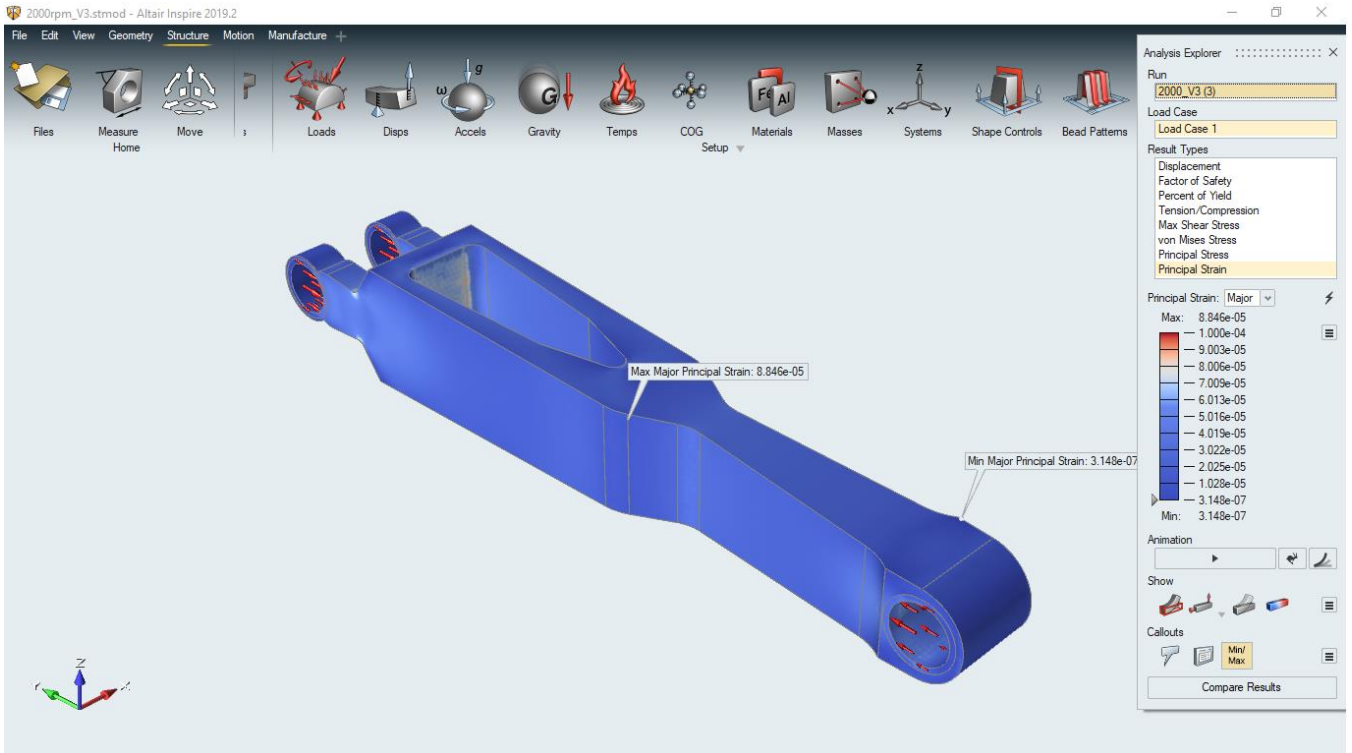 2000rpm_V3.stmod - Altair Inspire 2019.2
File Edit View Geometry Structure Motion Manufacture +
Files Measure Move s Loads Disps Accels Gravity Temps COG Materials Masses Systems Shape Controls Bead Patterns
Home Setup
g
ω
G
Fe Al
z
x y
Analysis Explorer
Run
2000_V3 (3)
Load Case
Load Case 1
Result Types
Displacement
Factor of Safety
Percent of Yield
Tension/Compression
Max Shear Stress
von Mises Stress
Principal Stress
Principal Strain
Principal Strain: Major
Max: 8.846e-05
1.000e-04
9.003e-05
8.006e-05
7.009e-05
6.013e-05
5.016e-05
4.019e-05
3.022e-05
2.025e-05
1.028e-05
3.148e-07
Min: 3.148e-07
Animation
Show
Callouts
Min/
Max
Compare Results
Max Major Principal Strain: 8.846e-05
Min Major Principal Strain: 3.148e-07
Z
Y X